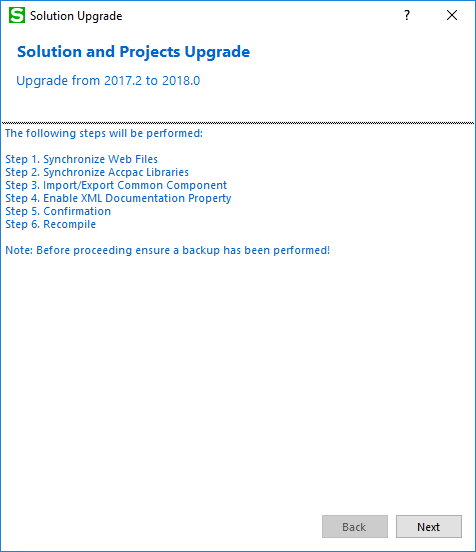 S Solution Upgrade ?
Solution and Projects Upgrade
Upgrade from 2017.2 to 2018.0
The following steps will be performed:
Step 1. Synchronize Web Files
Step 2. Synchronize Accpac Libraries
Step 3. Import/Export Common Component
Step 4. Enable XML Documentation Property
Step 5. Confirmation
Step 6. Recompile
Note: Before proceeding ensure a backup has been performed!
Back Next